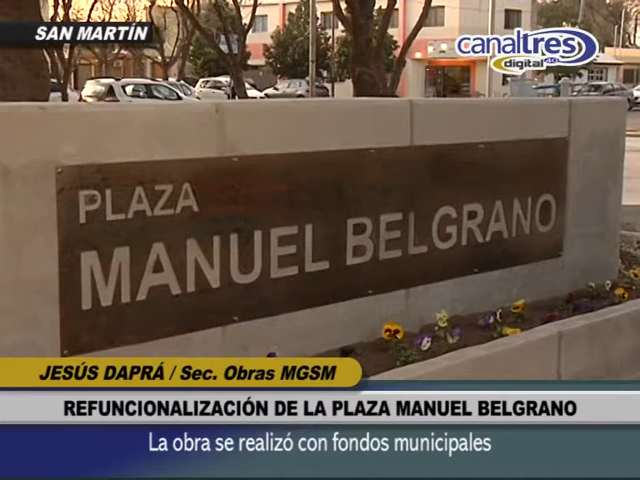 SAN MARTÍN
canaltres
digital
PLAZA
MANUEL BELGRANO
JESÚS DAPRÁ / Sec. Obras MGSM
REFUNCIONALIZACIÓN DE LA PLAZA MANUEL BELGRANO
La obra se realizó con fondos municipales